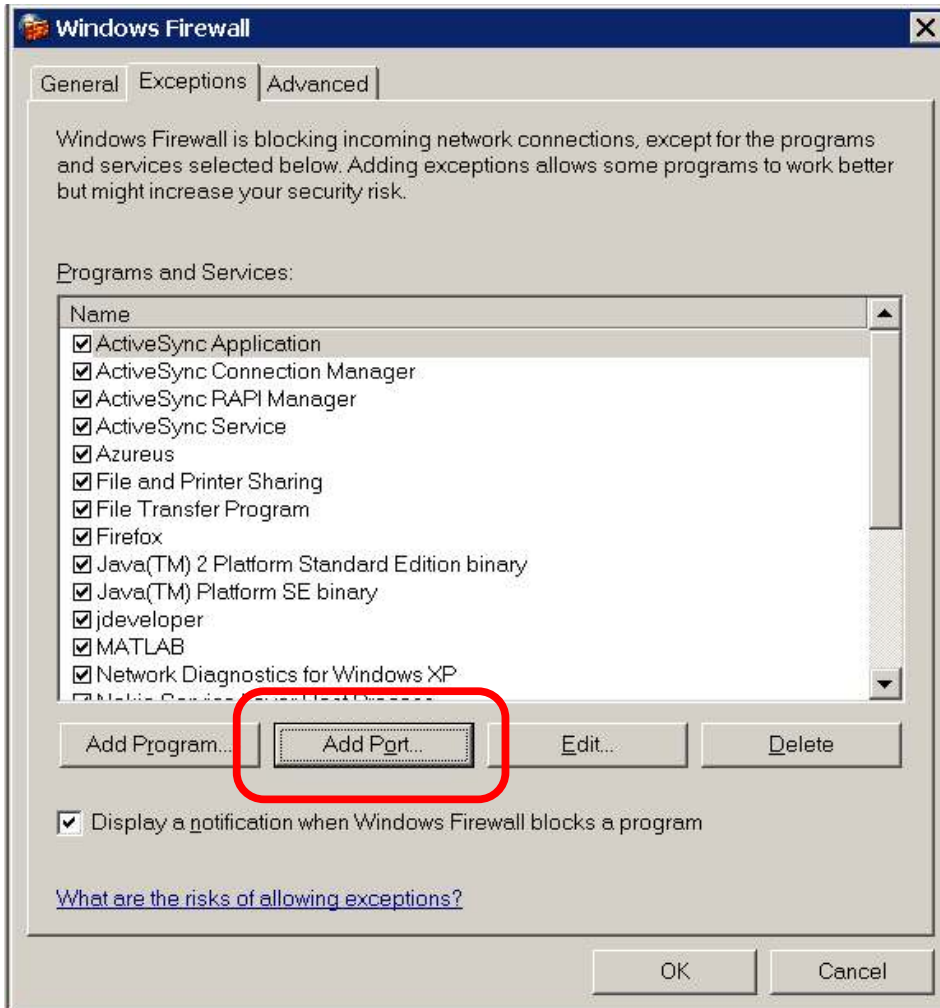 Windows Firewall
General Exceptions Advanced
Windows Firewall is blocking incoming network connections, except for the programs
and services selected below. Adding exceptions allows some programs to work better
but might increase your security risk.
Programs and Services:
Name
ActiveSync Application
ActiveSync Connection Manager
ActiveSync RAPI Manager
ActiveSync Service
Azureus
File and Printer Sharing
File Transfer Program
Firefox
Java(TM) 2 Platform Standard Edition binary
Java(TM) Platform SE binary
jdeveloper
MATLAB
Network Diagnostics for Windows XP
Add Program... Add Port... Edit... Delete
Display a notification when Windows Firewall blocks a program
What are the risks of allowing exceptions?
OK Cancel